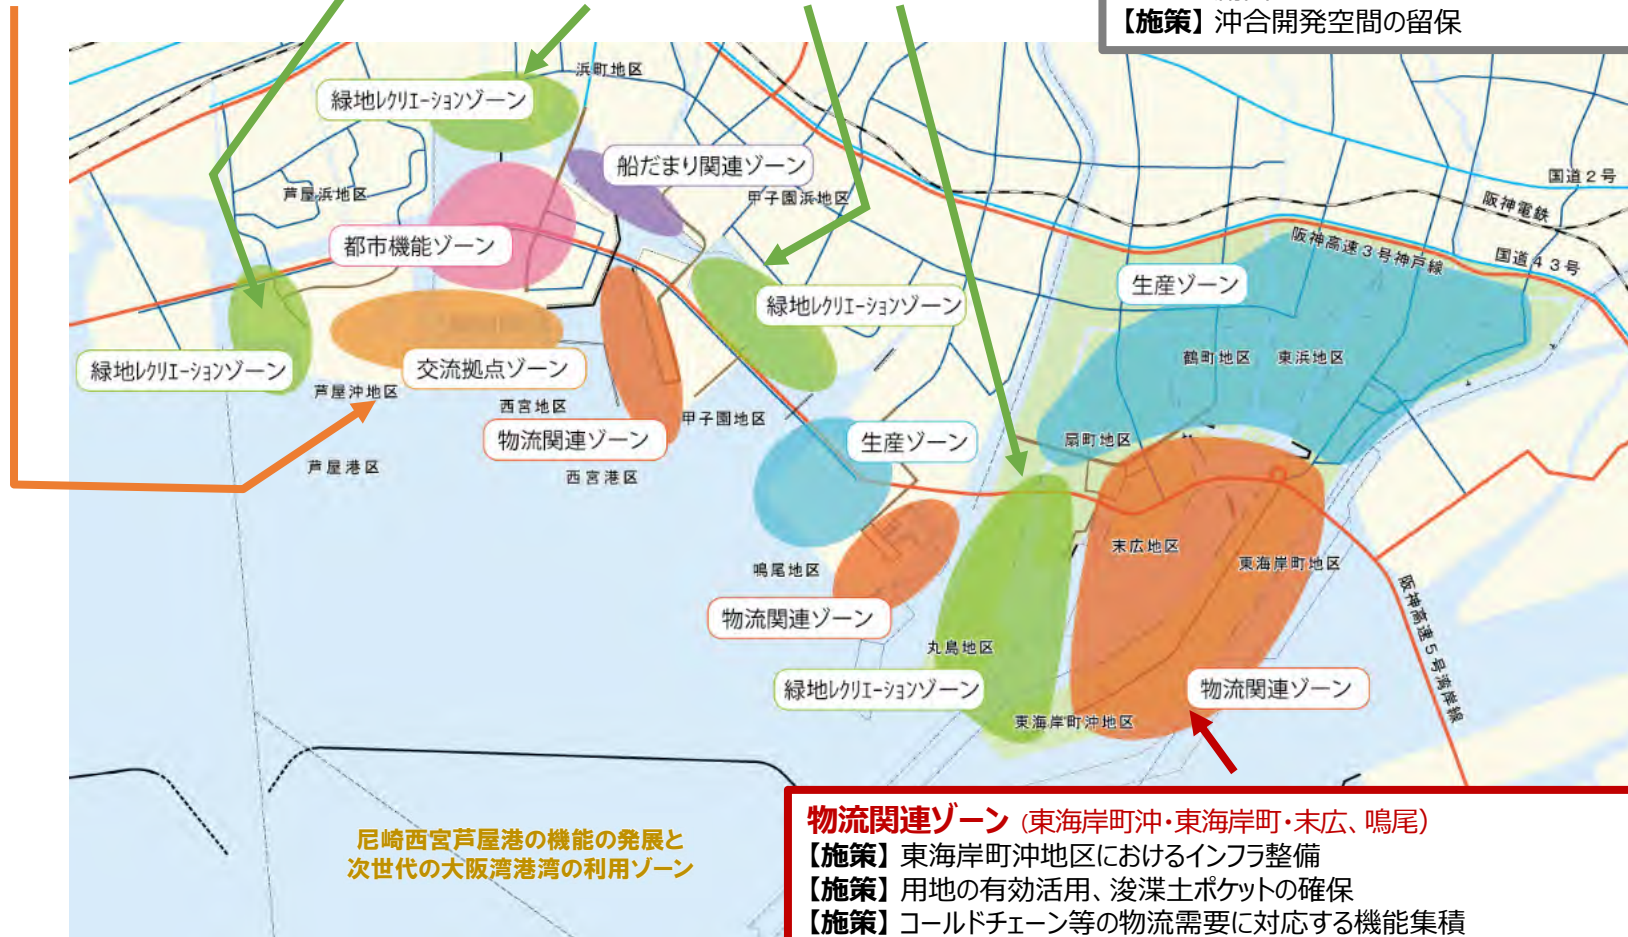 【施策】沖合開発空間の留保
浜町地区
緑地レクリエーションゾーン
船だまり関連ゾーン
国道2号
芦屋浜地区
甲子園浜地区
阪神電鉄
都市機能ゾーン
阪神高速3号神戸線
国道43号
生産ゾーン
緑地レクリエーションゾーン
鶴町地区
東浜地区
緑地レクリエーションゾーン
交流拠点ゾーン
芦屋沖地区
西宮地区
甲子園地区
物流関連ゾーン
生産ゾーン
扇町地区
芦屋港区
西宮港区
末広地区
東海岸町地区
鳴尾地区
阪神高速5号湾岸線
物流関連ゾーン
丸島地区
緑地レクリエーションゾーン
物流関連ゾーン
東海岸町沖地区
尼崎西宮芦屋港の機能の発展と
次世代の大阪湾港湾の利用ゾーン
物流関連ゾーン(東海岸町沖・東海岸町・末広、鳴尾)
【施策】東海岸町沖地区におけるインフラ整備
【施策】用地の有効活用、浚渫土ポケットの確保
【施策】コールドチェーン等の物流需要に対応する機能集積